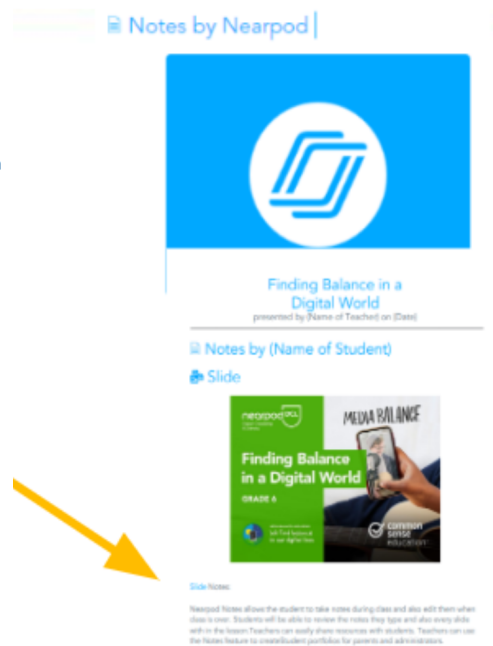 Notes by Nearpod
Finding Balance in a
Digital World
presented by (Name of Teacher) on (Date)
Notes by (Name of Student)
Slide
nearpod
MEDIA BALANCE
Finding Balance
in a Digital World
GRADE 6
common
sense
education
Slide Notes:
Nearpod Notes allows the student to take notes during class and also edit them when
class is over. Students will be able to review the notes they type and also every slide
with in the lesson.Teachers can easily share resources with students. Teachers can use
the Notes feature to createStudent portfolios for parents and administrators.